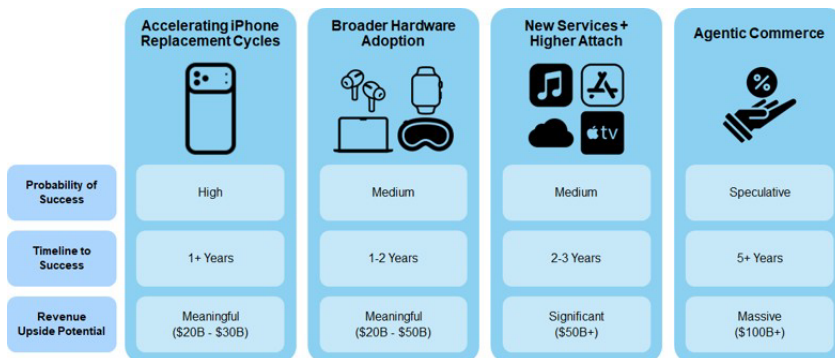 Accelerating iPhone
Replacement Cycles
Broader Hardware
Adoption
New Services +
Higher Attach
Agentic Commerce
%
tv
Probability of
Success
High
Medium
Medium
Speculative
Timeline to
Success
1+ Years
1-2 Years
2-3 Years
5+ Years
Revenue
Upside Potential
Meaningful
($20B - $30B)
Meaningful
($20B - $50B)
Significant
($50B+)
Massive
($100B+)